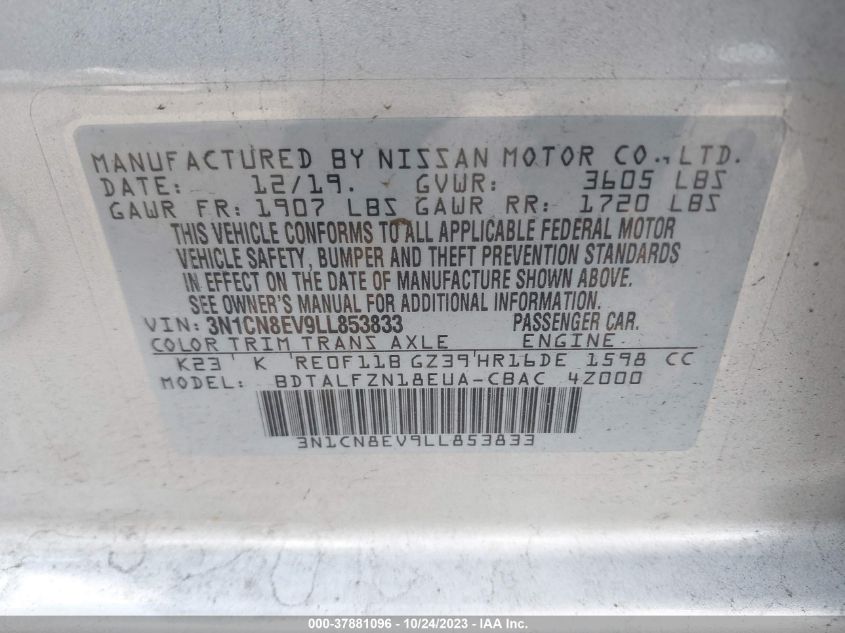 MANUFACTURED BY NISSAN MOTOR CO., LTD.
DATE: 12/19. GVWR: 3605 LBS
GAWR FR: 1907 LBS GAWR RR: 1720 LBS
THIS VEHICLE CONFORMS TO ALL APPLICABLE FEDERAL MOTOR
VEHICLE SAFETY, BUMPER AND THEFT PREVENTION STANDARDS
IN EFFECT ON THE DATE OF MANUFACTURE SHOWN ABOVE.
SEE OWNER'S MANUAL FOR ADDITIONAL INFORMATION.
VIN: 3N1CN8EV9LL853833 PASSENGER CAR.
COLOR TRIM TRANS AXLE ENGINE
K23 K RE0F11B GZ39 HR16DE 1598 CC
MODEL: BDTALFZN18EUA-CBAC 4Z000
3N1CN8EV9LL853833
000-37881096 - 10/24/2023 - IAA Inc.